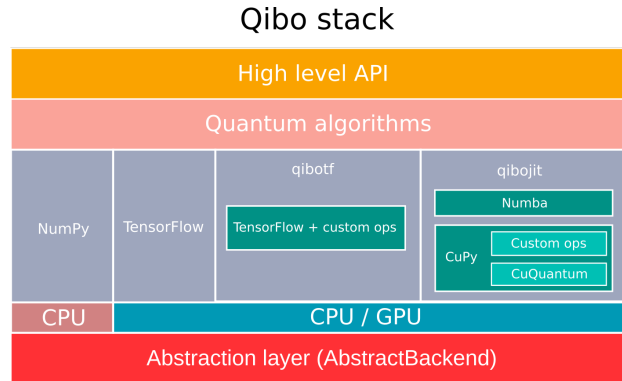 Qibo stack
High level API
Quantum algorithms
NumPy
TensorFlow
qibotf
TensorFlow + custom ops
qibojit
Numba
CuPy
Custom ops
CuQuantum
CPU
CPU / GPU
Abstraction layer (AbstractBackend)